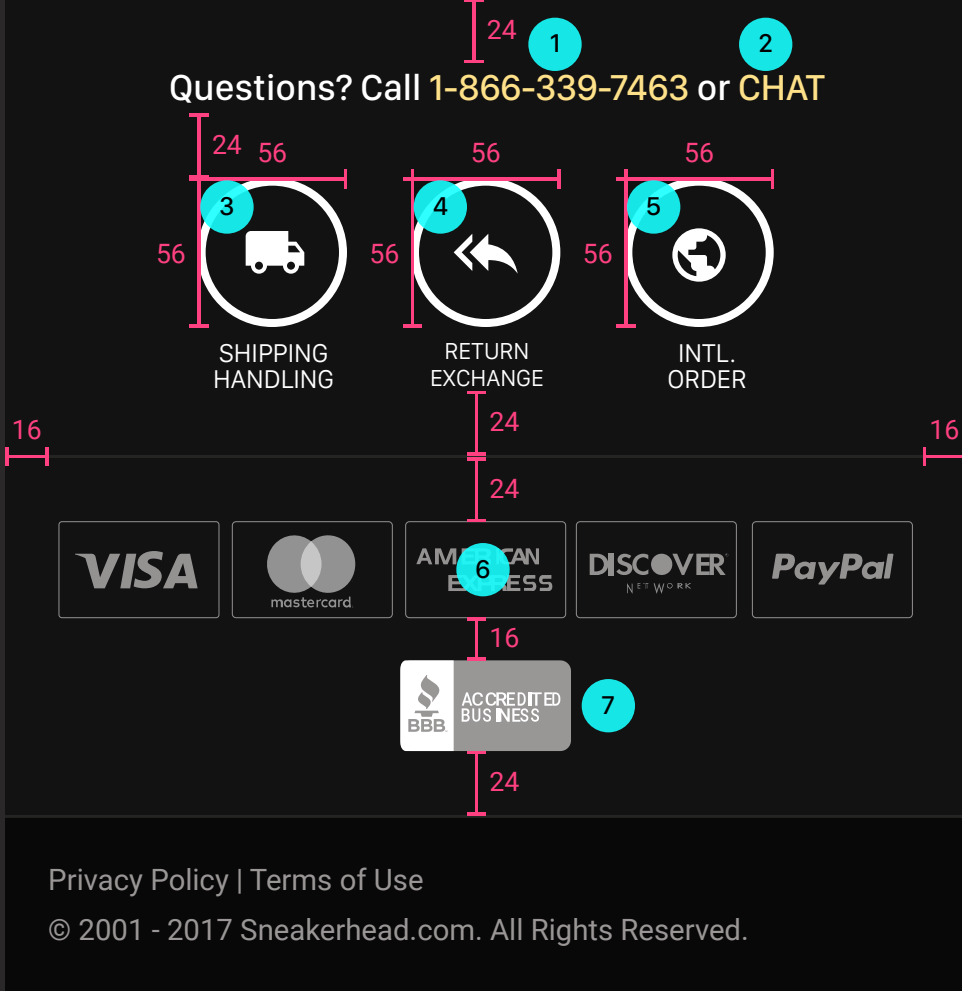 24
1 2
Questions? Call 1-866-339-7463 or CHAT
24 56 56 56
3 4 5
56 56 56
SHIPPING HANDLING
RETURN EXCHANGE
INTL. ORDER
24
16 16
24
VISA
mastercard
AMERICAN EXPRESS
6
DISCOVER
NETWORK
PayPal
16
BBB
ACCREDITED
BUSINESS
7
24
Privacy Policy | Terms of Use
© 2001 - 2017 Sneakerhead.com. All Rights Reserved.